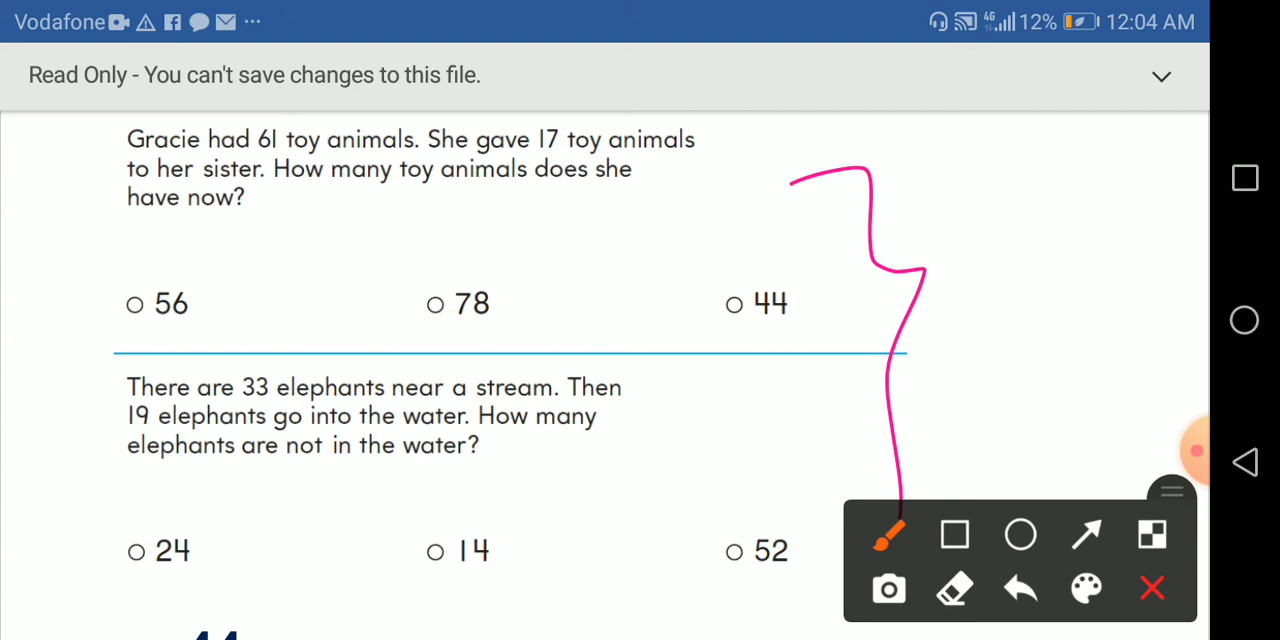 Vodafone 4G 12% 12:04 AM
Read Only - You can't save changes to this file.
Gracie had 61 toy animals. She gave 17 toy animals
to her sister. How many toy animals does she
have now?
56 78 44
There are 33 elephants near a stream. Then
19 elephants go into the water. How many
elephants are not in the water?
24 14 52